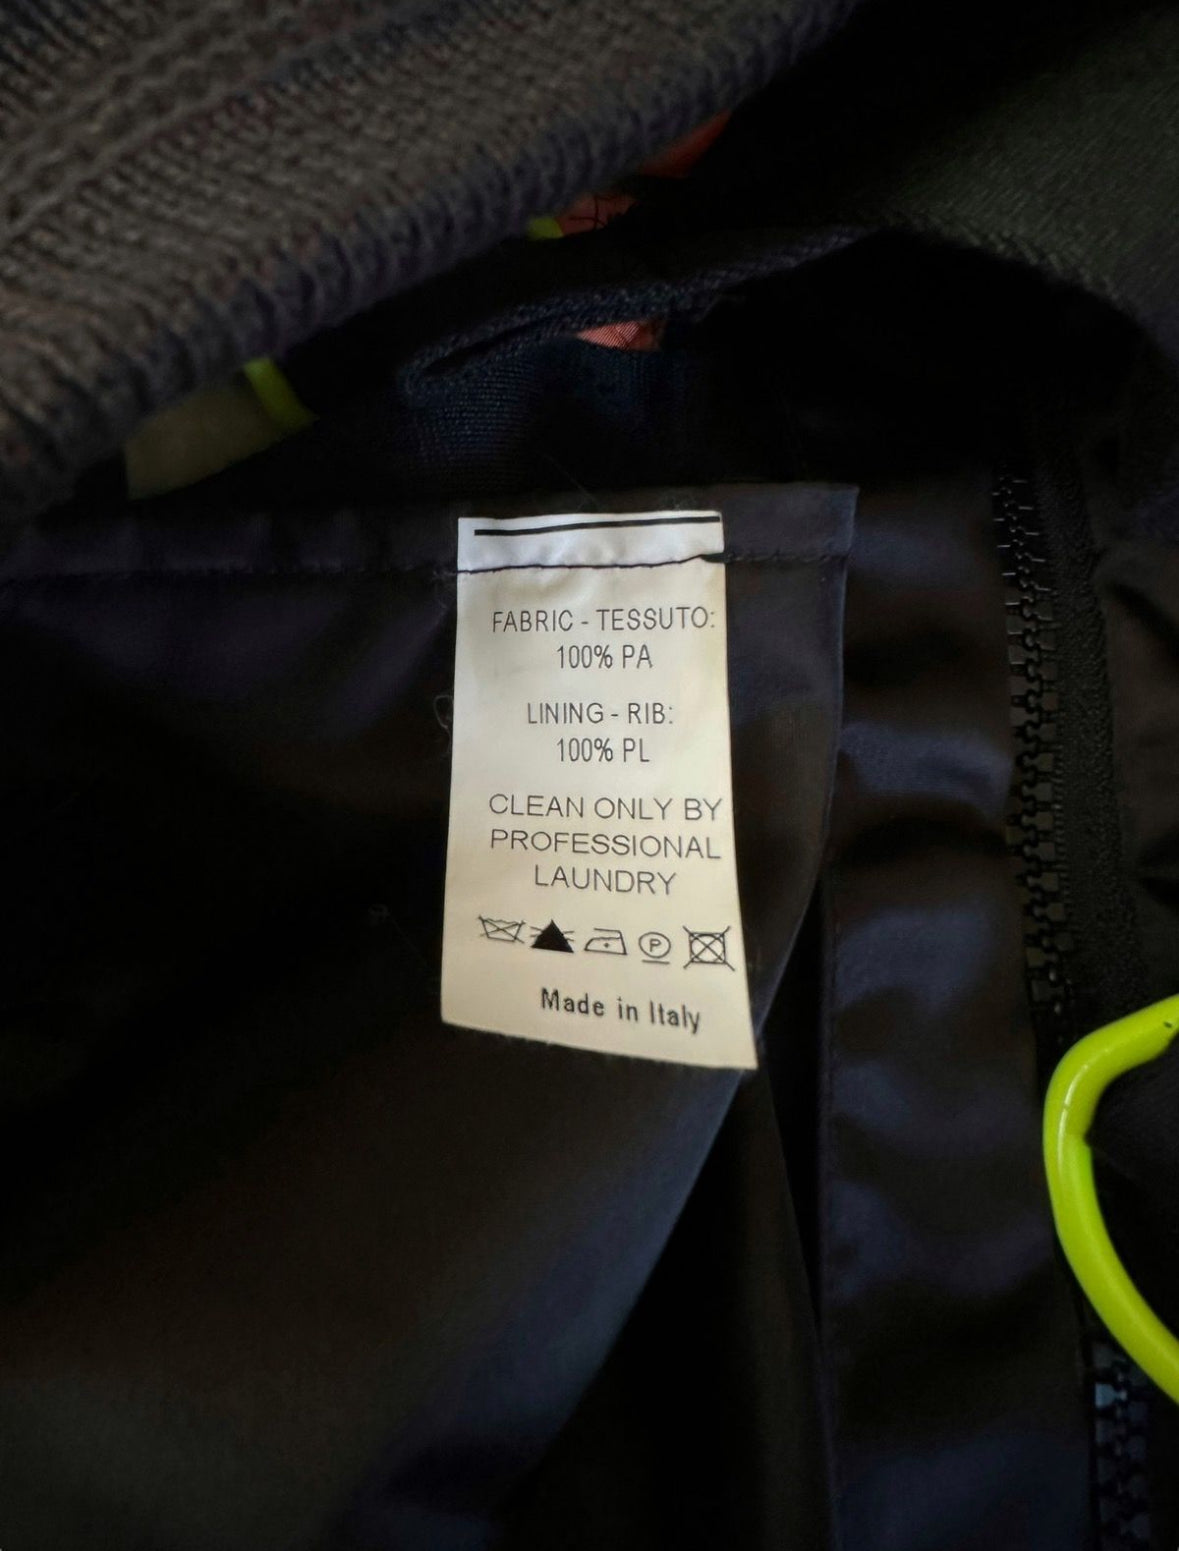 FABRIC - TESSUTO:
100% PA
LINING - RIB:
100% PL
CLEAN ONLY BY
PROFESSIONAL
LAUNDRY
P
Made in Italy